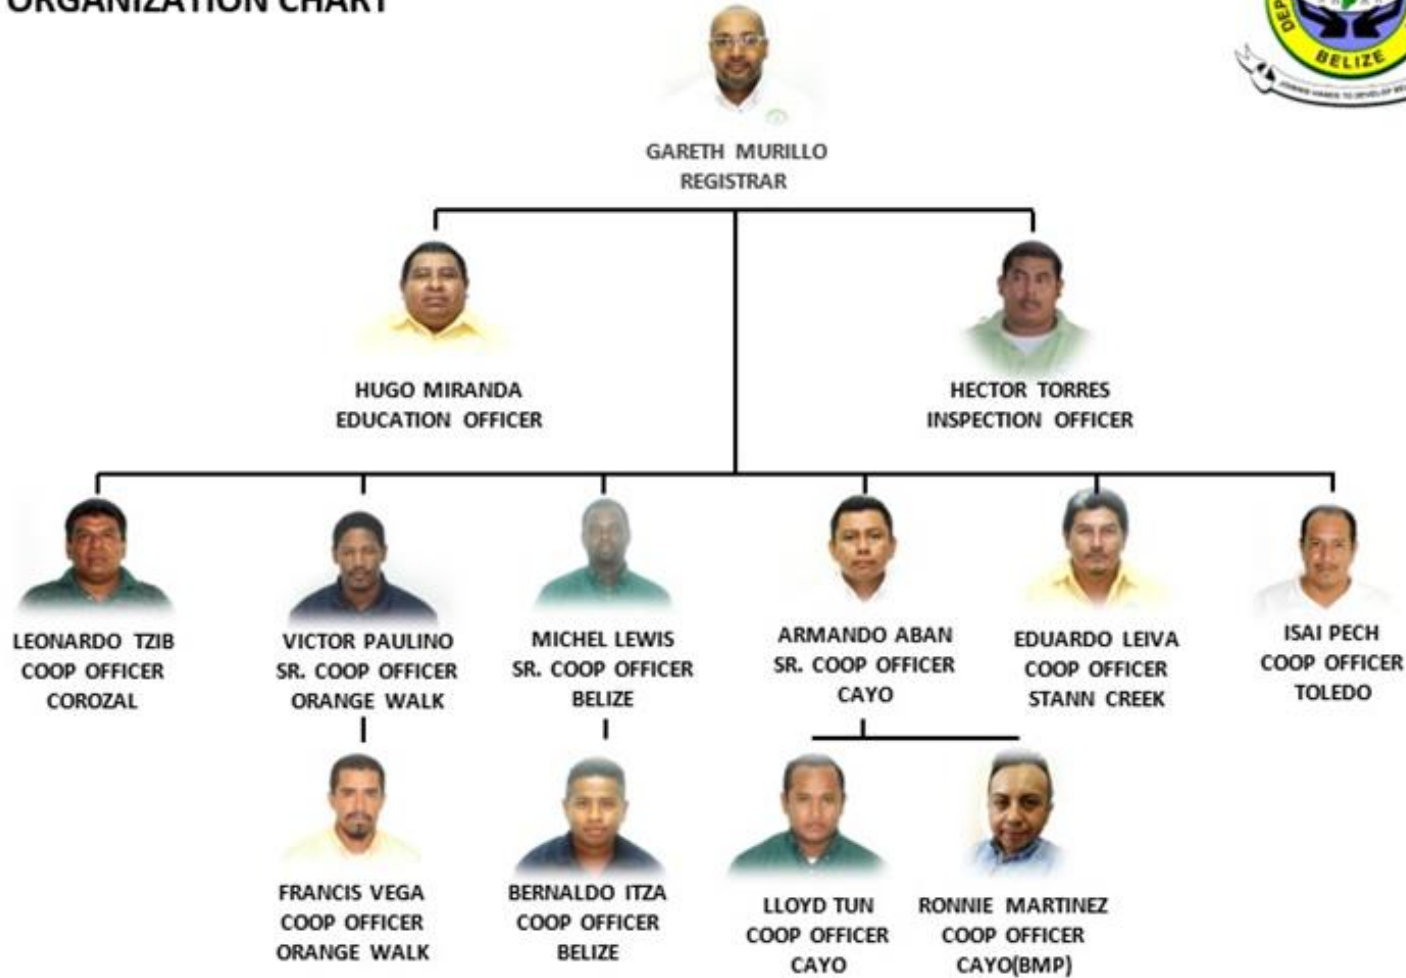 ORGANIZATION CHART
BELIZE
GARETH MURILLO
REGISTRAR
HUGO MIRANDA
EDUCATION OFFICER
HECTOR TORRES
INSPECTION OFFICER
LEONARDO TZIB
COOP OFFICER
COROZAL
VICTOR PAULINO
SR. COOP OFFICER
ORANGE WALK
MICHEL LEWIS
SR. COOP OFFICER
BELIZE
ARMANDO ABAN
SR. COOP OFFICER
CAYO
EDUARDO LEIVA
COOP OFFICER
STANN CREEK
ISAI PECH
COOP OFFICER
TOLEDO
FRANCIS VEGA
COOP OFFICER
ORANGE WALK
BERNALDO ITZA
COOP OFFICER
BELIZE
LLOYD TUN
COOP OFFICER
CAYO
RONNIE MARTINEZ
COOP OFFICER
CAYO(BMP)